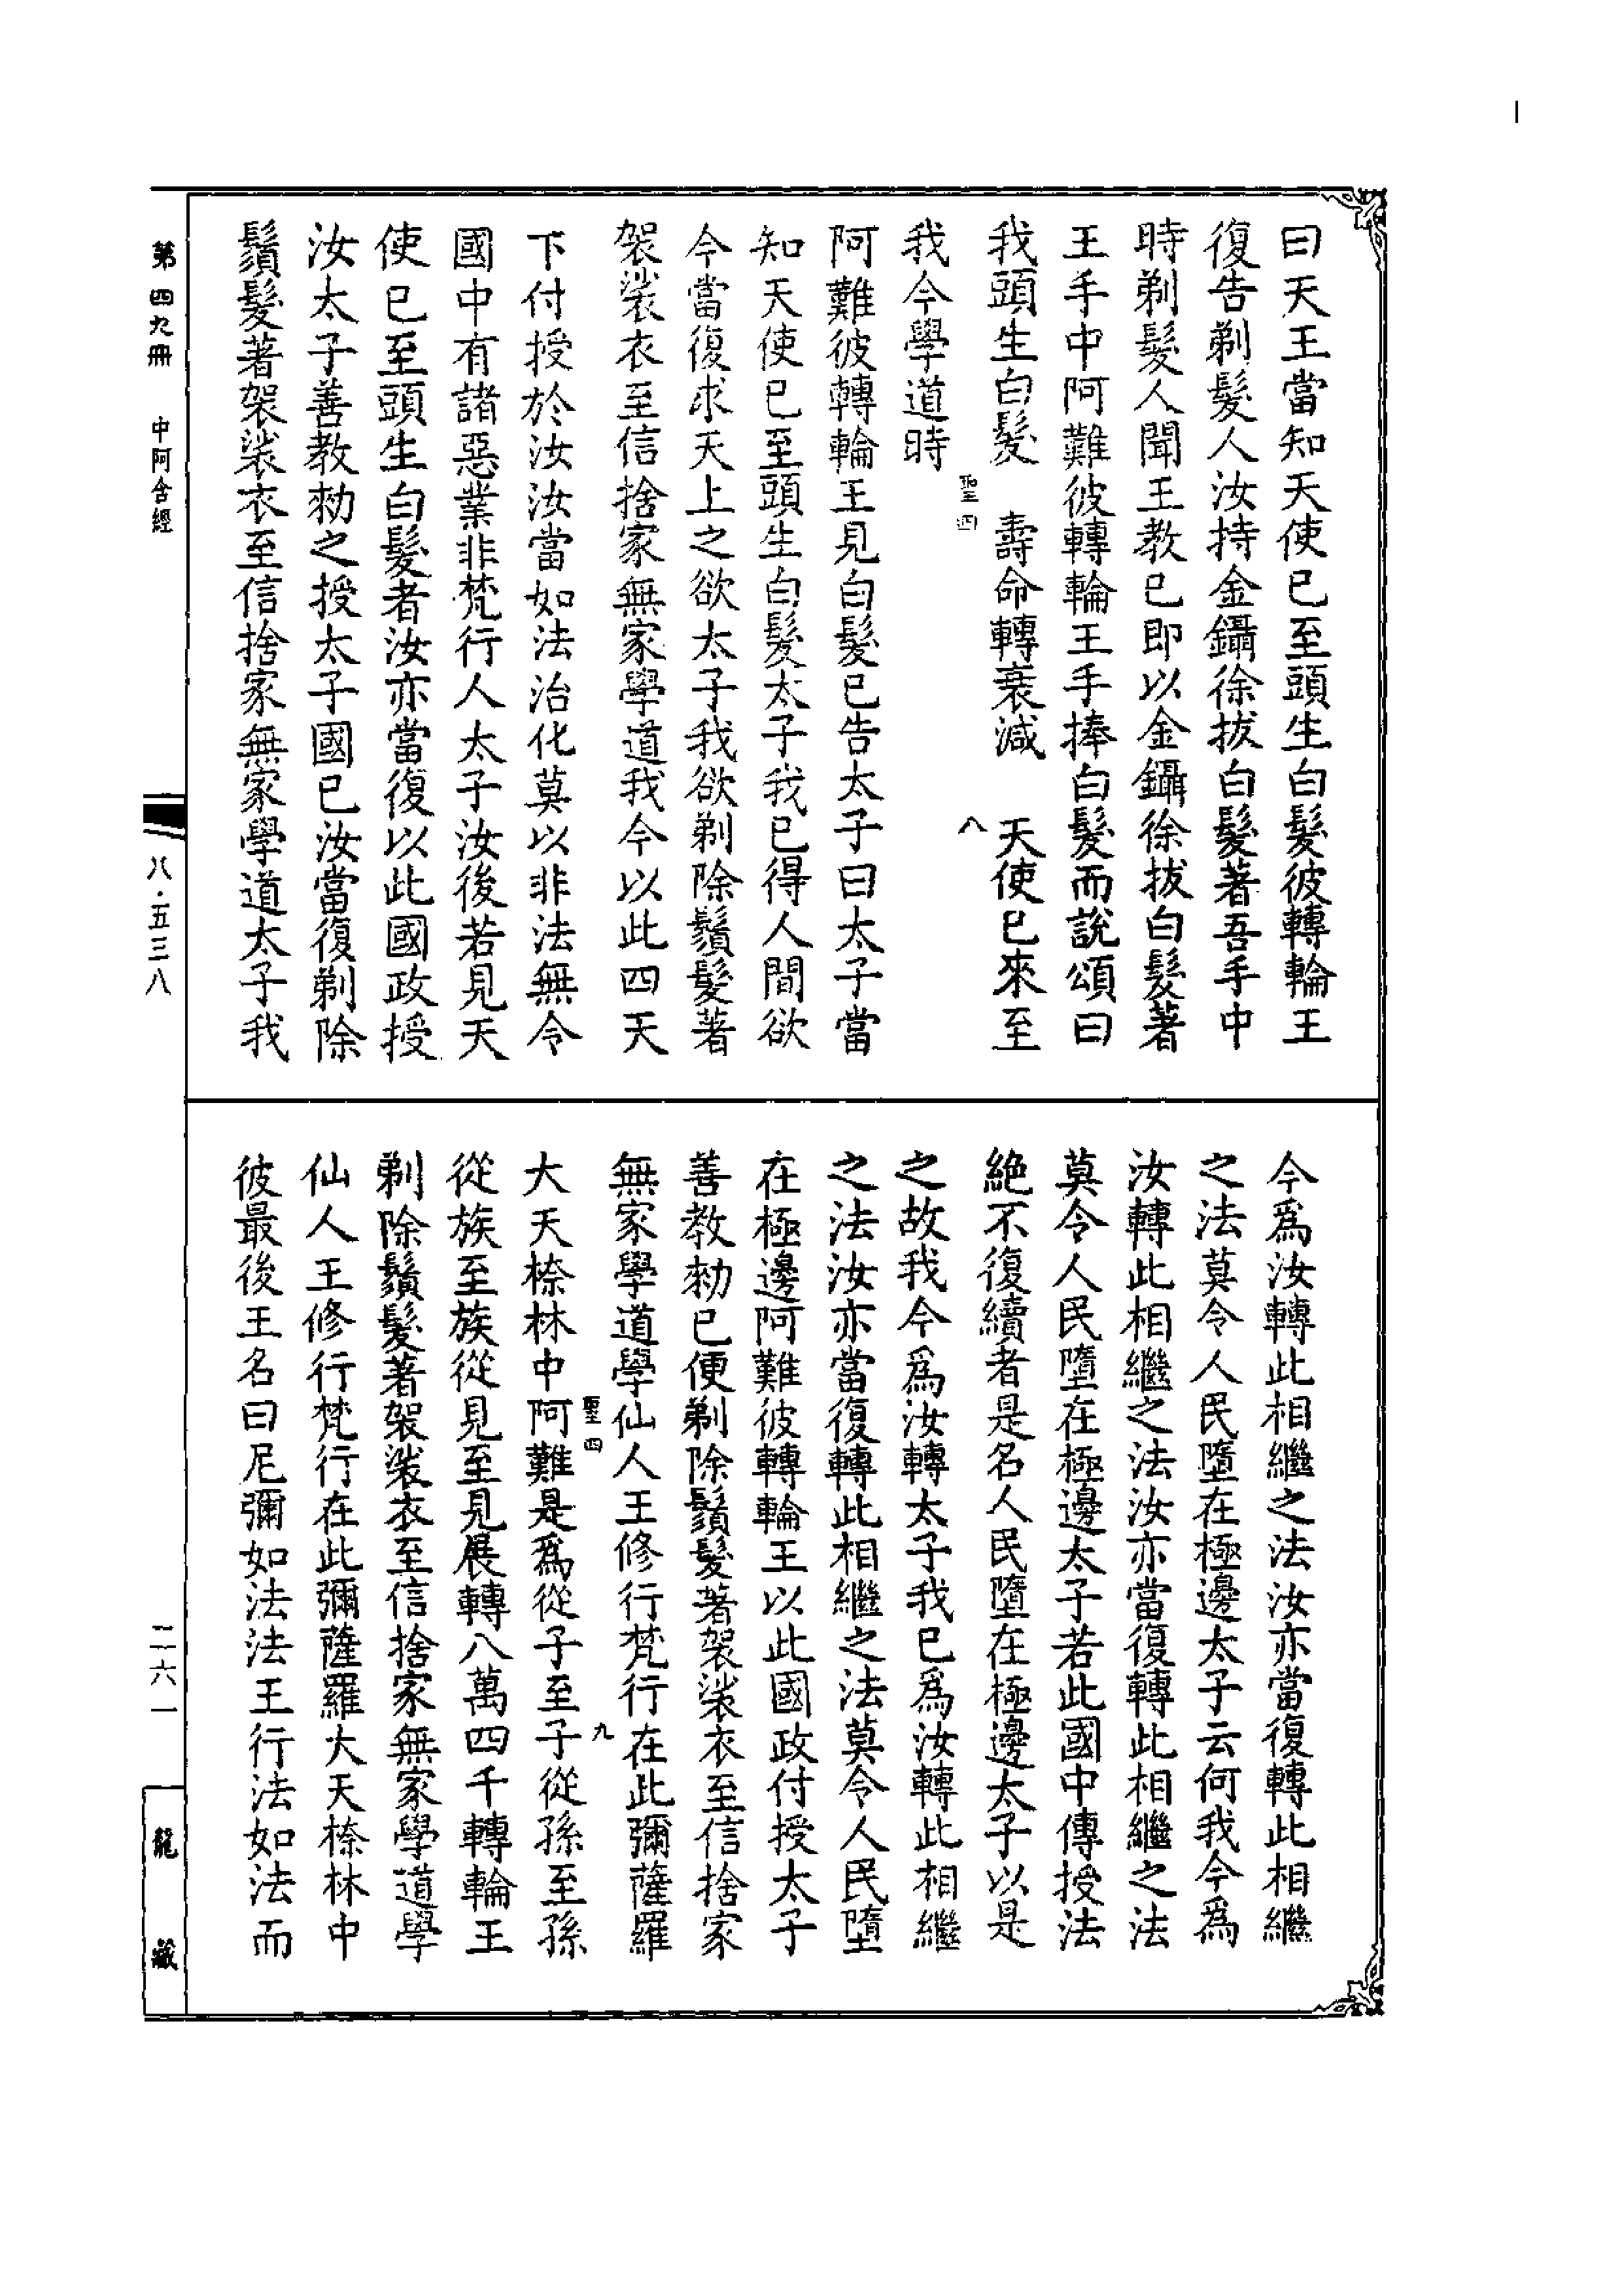 曰天王當知天使已至頭生白髮彼轉輪王
復告剃髮人汝持金鑷徐拔白髮著吾手中
時剃髮人聞王教已即以金鑷徐拔白髮著
王手中阿難彼轉輪王手捧白髮而說頌曰
我頭生白髮　壽命轉衰減　天使已來至
聖四　八
我今學道時
阿難彼轉輪王見白髮已告太子曰太子當
知天使已至頭生白髮太子我已得人間欲
今當復求天上之欲太子我欲剃除鬚髮著
袈裟衣至信捨家無家學道我今以此四天
下付授於汝汝當如法治化莫以非法無令
國中有諸惡業非梵行人太子汝後若見天
使已至頭生白髮者汝亦當復以此國政授
汝太子善教勑之授太子國已汝當復剃除
鬚髮著袈裟衣至信捨家無家學道太子我
今爲汝轉此相繼之法汝亦當復轉此相繼
之法莫令人民墮在極邊太子云何我今爲
汝轉此相繼之法汝亦當復轉此相繼之法
莫令人民墮在極邊太子若此國中傳授法
絶不復續者是名人民墮在極邊太子以是
之故我今爲汝轉太子我已爲汝轉此相繼
之法汝亦當復轉此相繼之法莫令人民墮
在極邊阿難彼轉輪王以此國政付授太子
善教勑已便剃除鬚髮著袈裟衣至信捨家
無家學道學仙人王修行梵行在此彌薩羅
聖四　九
大天㮈林中阿難是爲從子至子從孫至孫
從族至族從見至見展轉八萬四千轉輪王
剃除鬚髮著袈裟衣至信捨家無家學道學
仙人王修行梵行在此彌薩羅大天㮈林中
彼最後王名曰尼彌如法法王行法如法而
第四九冊　中阿含經
八·五三八
二六一
龍藏